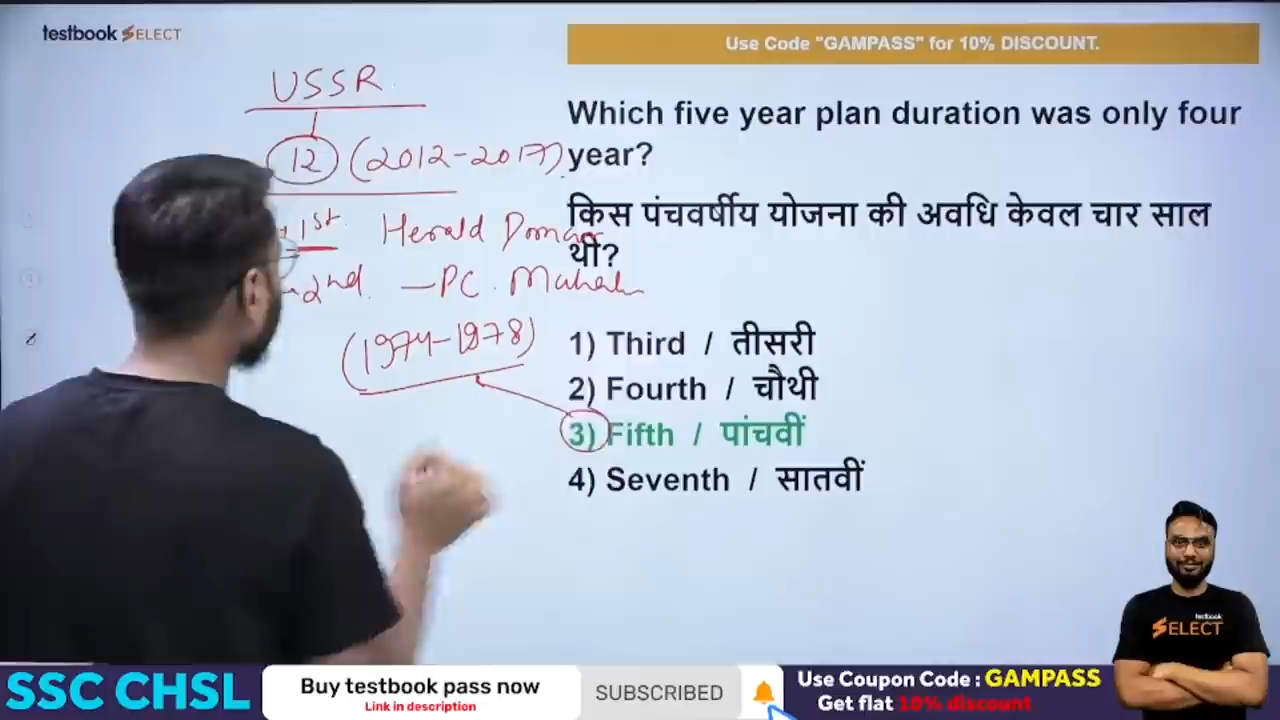 testbook SELECT
Use Code "GAMPASS" for 10% DISCOUNT.
USSR
12 (2012-2017)
1st Herald Domar
2nd. - PC. Mahal
(1974-1978)
Which five year plan duration was only four
year?
किस पंचवर्षीय योजना की अवधि केवल चार साल
थी?
1) Third / तीसरी
2) Fourth / चौथी
3) Fifth / पांचवीं
4) Seventh / सातवीं
testbook
SELECT
SSC CHSL
Buy testbook pass now
Link in description
SUBSCRIBED
Use Coupon Code : GAMPASS
Get flat 10% discount